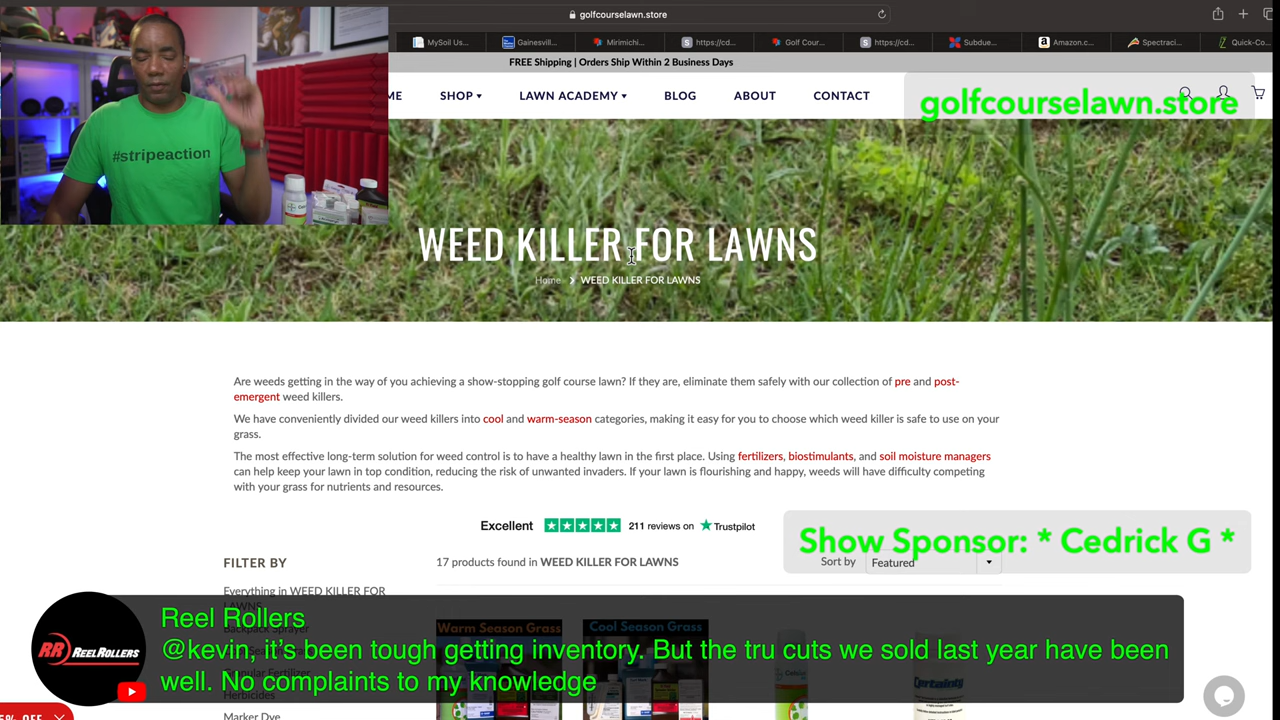 golfcourselawn.store
MySoil Us...
Gainesvill...
Mirimichi...
https://cd...
Golf Cour...
https://cd...
Subdue...
Amazon.c...
Spectraci...
Quick-Co...
FREE Shipping | Orders Ship Within 2 Business Days
ME
SHOP
LAWN ACADEMY
BLOG
ABOUT
CONTACT
golfcourselawn.store
#stripeaction
WEED KILLER FOR LAWNS
Home > WEED KILLER FOR LAWNS
Are weeds getting in the way of you achieving a show-stopping golf course lawn? If they are, eliminate them safely with our collection of pre and post-
emergent weed killers.
We have conveniently divided our weed killers into cool and warm-season categories, making it easy for you to choose which weed killer is safe to use on your
grass.
The most effective long-term solution for weed control is to have a healthy lawn in the first place. Using fertilizers, biostimulants, and soil moisture managers
can help keep your lawn in top condition, reducing the risk of unwanted invaders. If your lawn is flourishing and happy, weeds will have difficulty competing
with your grass for nutrients and resources.
Excellent
211 reviews on Trustpilot
Show Sponsor: * Cedrick G *
FILTER BY
17 products found in WEED KILLER FOR LAWNS
Sort by
Featured
Everything in WEED KILLER FOR
LAWNS
Backpack Sprayer
Warm Season Grass
Cool Season Grass
RR REELROLLERS
Reel Rollers
@kevin, it's been tough getting inventory. But the tru cuts we sold last year have been
well. No complaints to my knowledge
Granular Fertilizer
Herbicides
Marker Dye
Celsius
Certainty
5% OFF